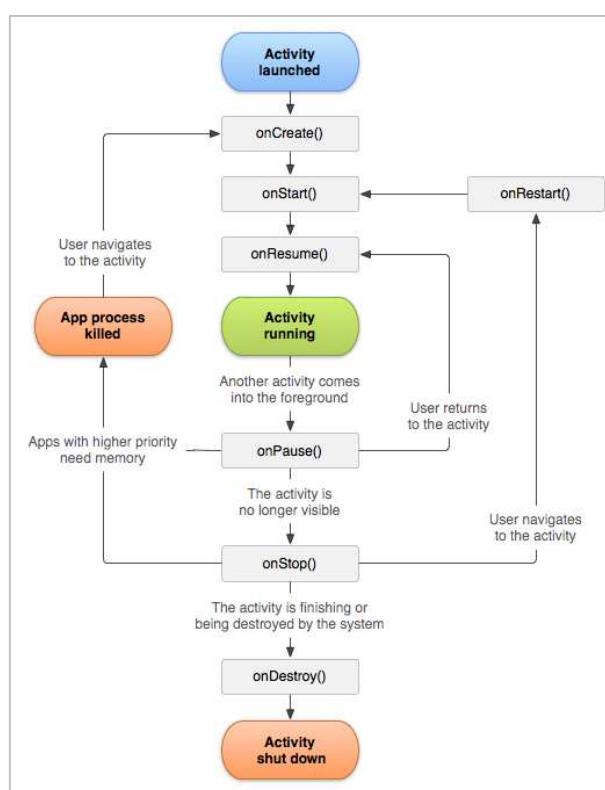 Activity
launched
onCreate()
onStart()
onRestart()
User navigates
to the activity
onResume()
App process
killed
Activity
running
Another activity comes
into the foreground
User returns
to the activity
Apps with higher priority
need memory
onPause()
The activity is
no longer visible
User navigates
to the activity
onStop()
The activity is finishing or
being destroyed by the system
onDestroy()
Activity
shut down